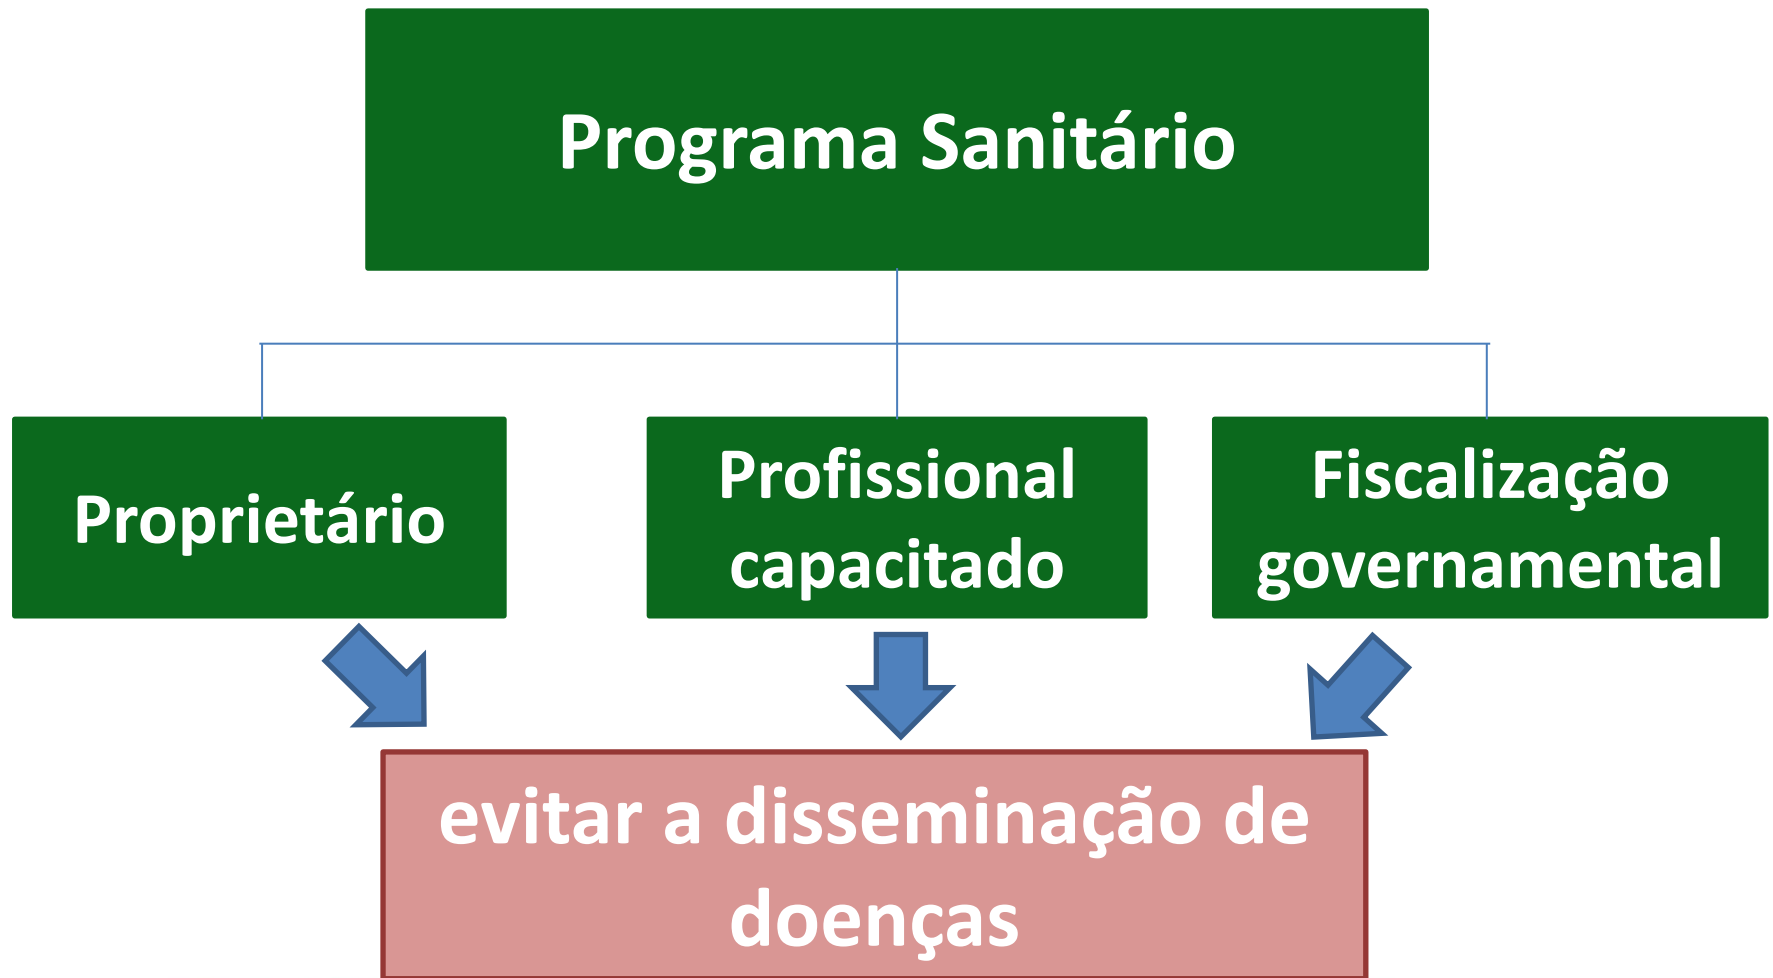 Programa Sanitário
Proprietário
Profissional
capacitado
Fiscalização
governamental
evitar a disseminação de
doenças